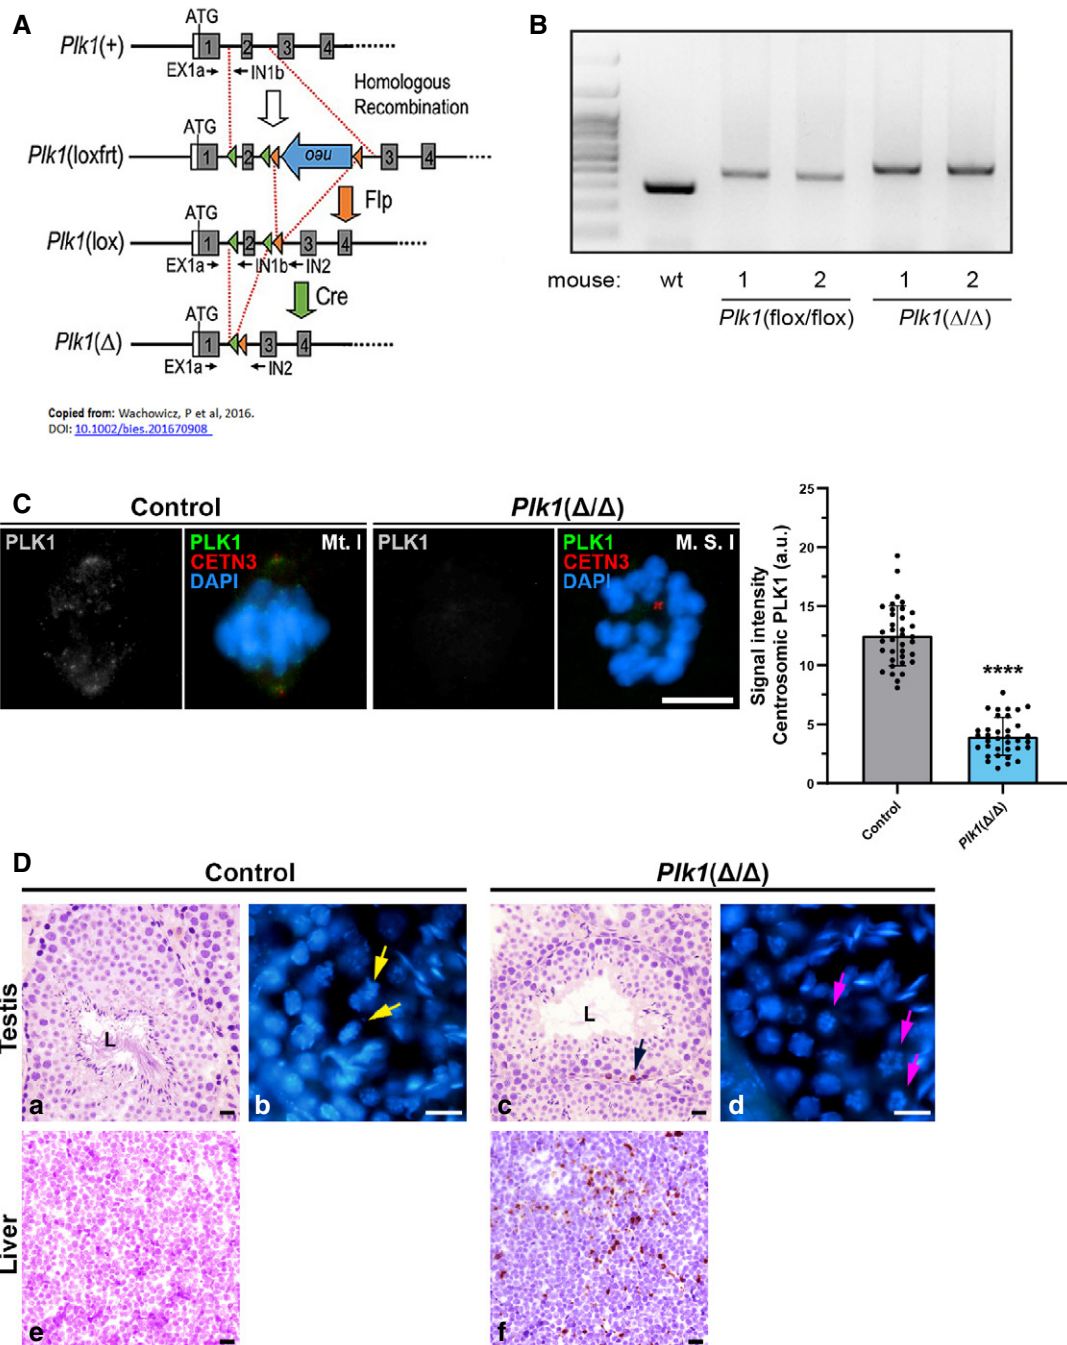 A
ATG
Plk1(+)
1 2 3 4
EX1a IN1b
Homologous
Recombination
ATG
Plk1(loxfrt)
1 2 neo 3 4
Flp
ATG
Plk1(lox)
1 2 3 4
EX1a IN1b IN2
Cre
ATG
Plk1(Δ)
1 3 4
EX1a IN2
Copied from: Wachowicz, P et al, 2016.
DOI: 10.1002/bies.201670908
B
mouse: wt 1 2 1 2
Plk1(flox/flox) Plk1(Δ/Δ)
C
Control Plk1(Δ/Δ)
PLK1
PLK1 Mt. I
CETN3
DAPI
PLK1
PLK1 M. S. I
CETN3
DAPI
Signal intensity
Centrosomic PLK1 (a.u.)
25
20
15
10
5
0
****
Control
Plk1(Δ/Δ)
D
Control Plk1(Δ/Δ)
Testis
L
a
b
L
c
d
Liver
e
f